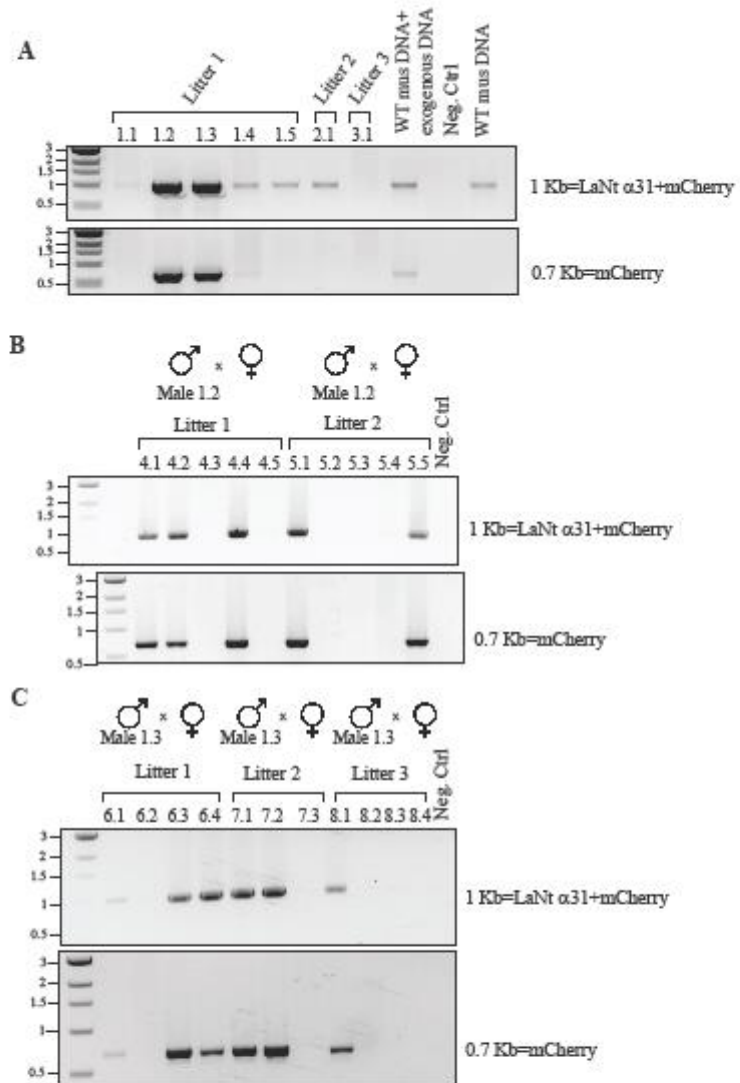 A
Litter 1
Litter 2
Litter 3
WT mus DNA+
exogenous DNA
Neg. Ctrl
WT mus DNA
1.1 1.2 1.3 1.4 1.5 2.1 3.1
3
2
1.5
1
0.5
1 Kb=LaNt α31+mCherry
3
2
1.5
1
0.5
0.7 Kb=mCherry
B
♂ x ♀ ♂ x ♀
Male 1.2 Male 1.2
Litter 1 Litter 2
Neg. Ctrl
4.1 4.2 4.3 4.4 4.5 5.1 5.2 5.3 5.4 5.5
3
2
1.5
1
0.5
1 Kb=LaNt α31+mCherry
3
2
1.5
1
0.5
0.7 Kb=mCherry
C
♂ x ♀ ♂ x ♀ ♂ x ♀
Male 1.3 Male 1.3 Male 1.3
Litter 1 Litter 2 Litter 3
Neg. Ctrl
6.1 6.2 6.3 6.4 7.1 7.2 7.3 8.1 8.2 8.3 8.4
3
2
1.5
1
0.5
1 Kb=LaNt α31+mCherry
3
2
1.5
1
0.5
0.7 Kb=mCherry